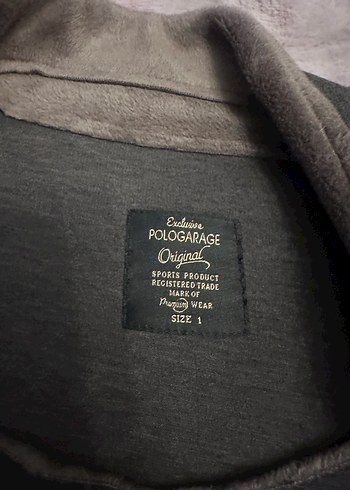 Exclusive
POLOGARAGE
Original
SPORTS PRODUCT
REGISTERED TRADE
MARK OF
Premium WEAR
SIZE 1